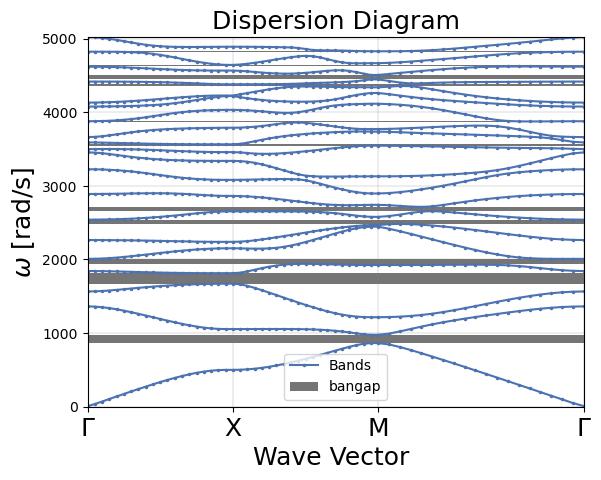 Dispersion Diagram
5000
4000
3000
2000
1000
0
ω [rad/s]
Bands
bangap
Γ X M Γ
Wave Vector